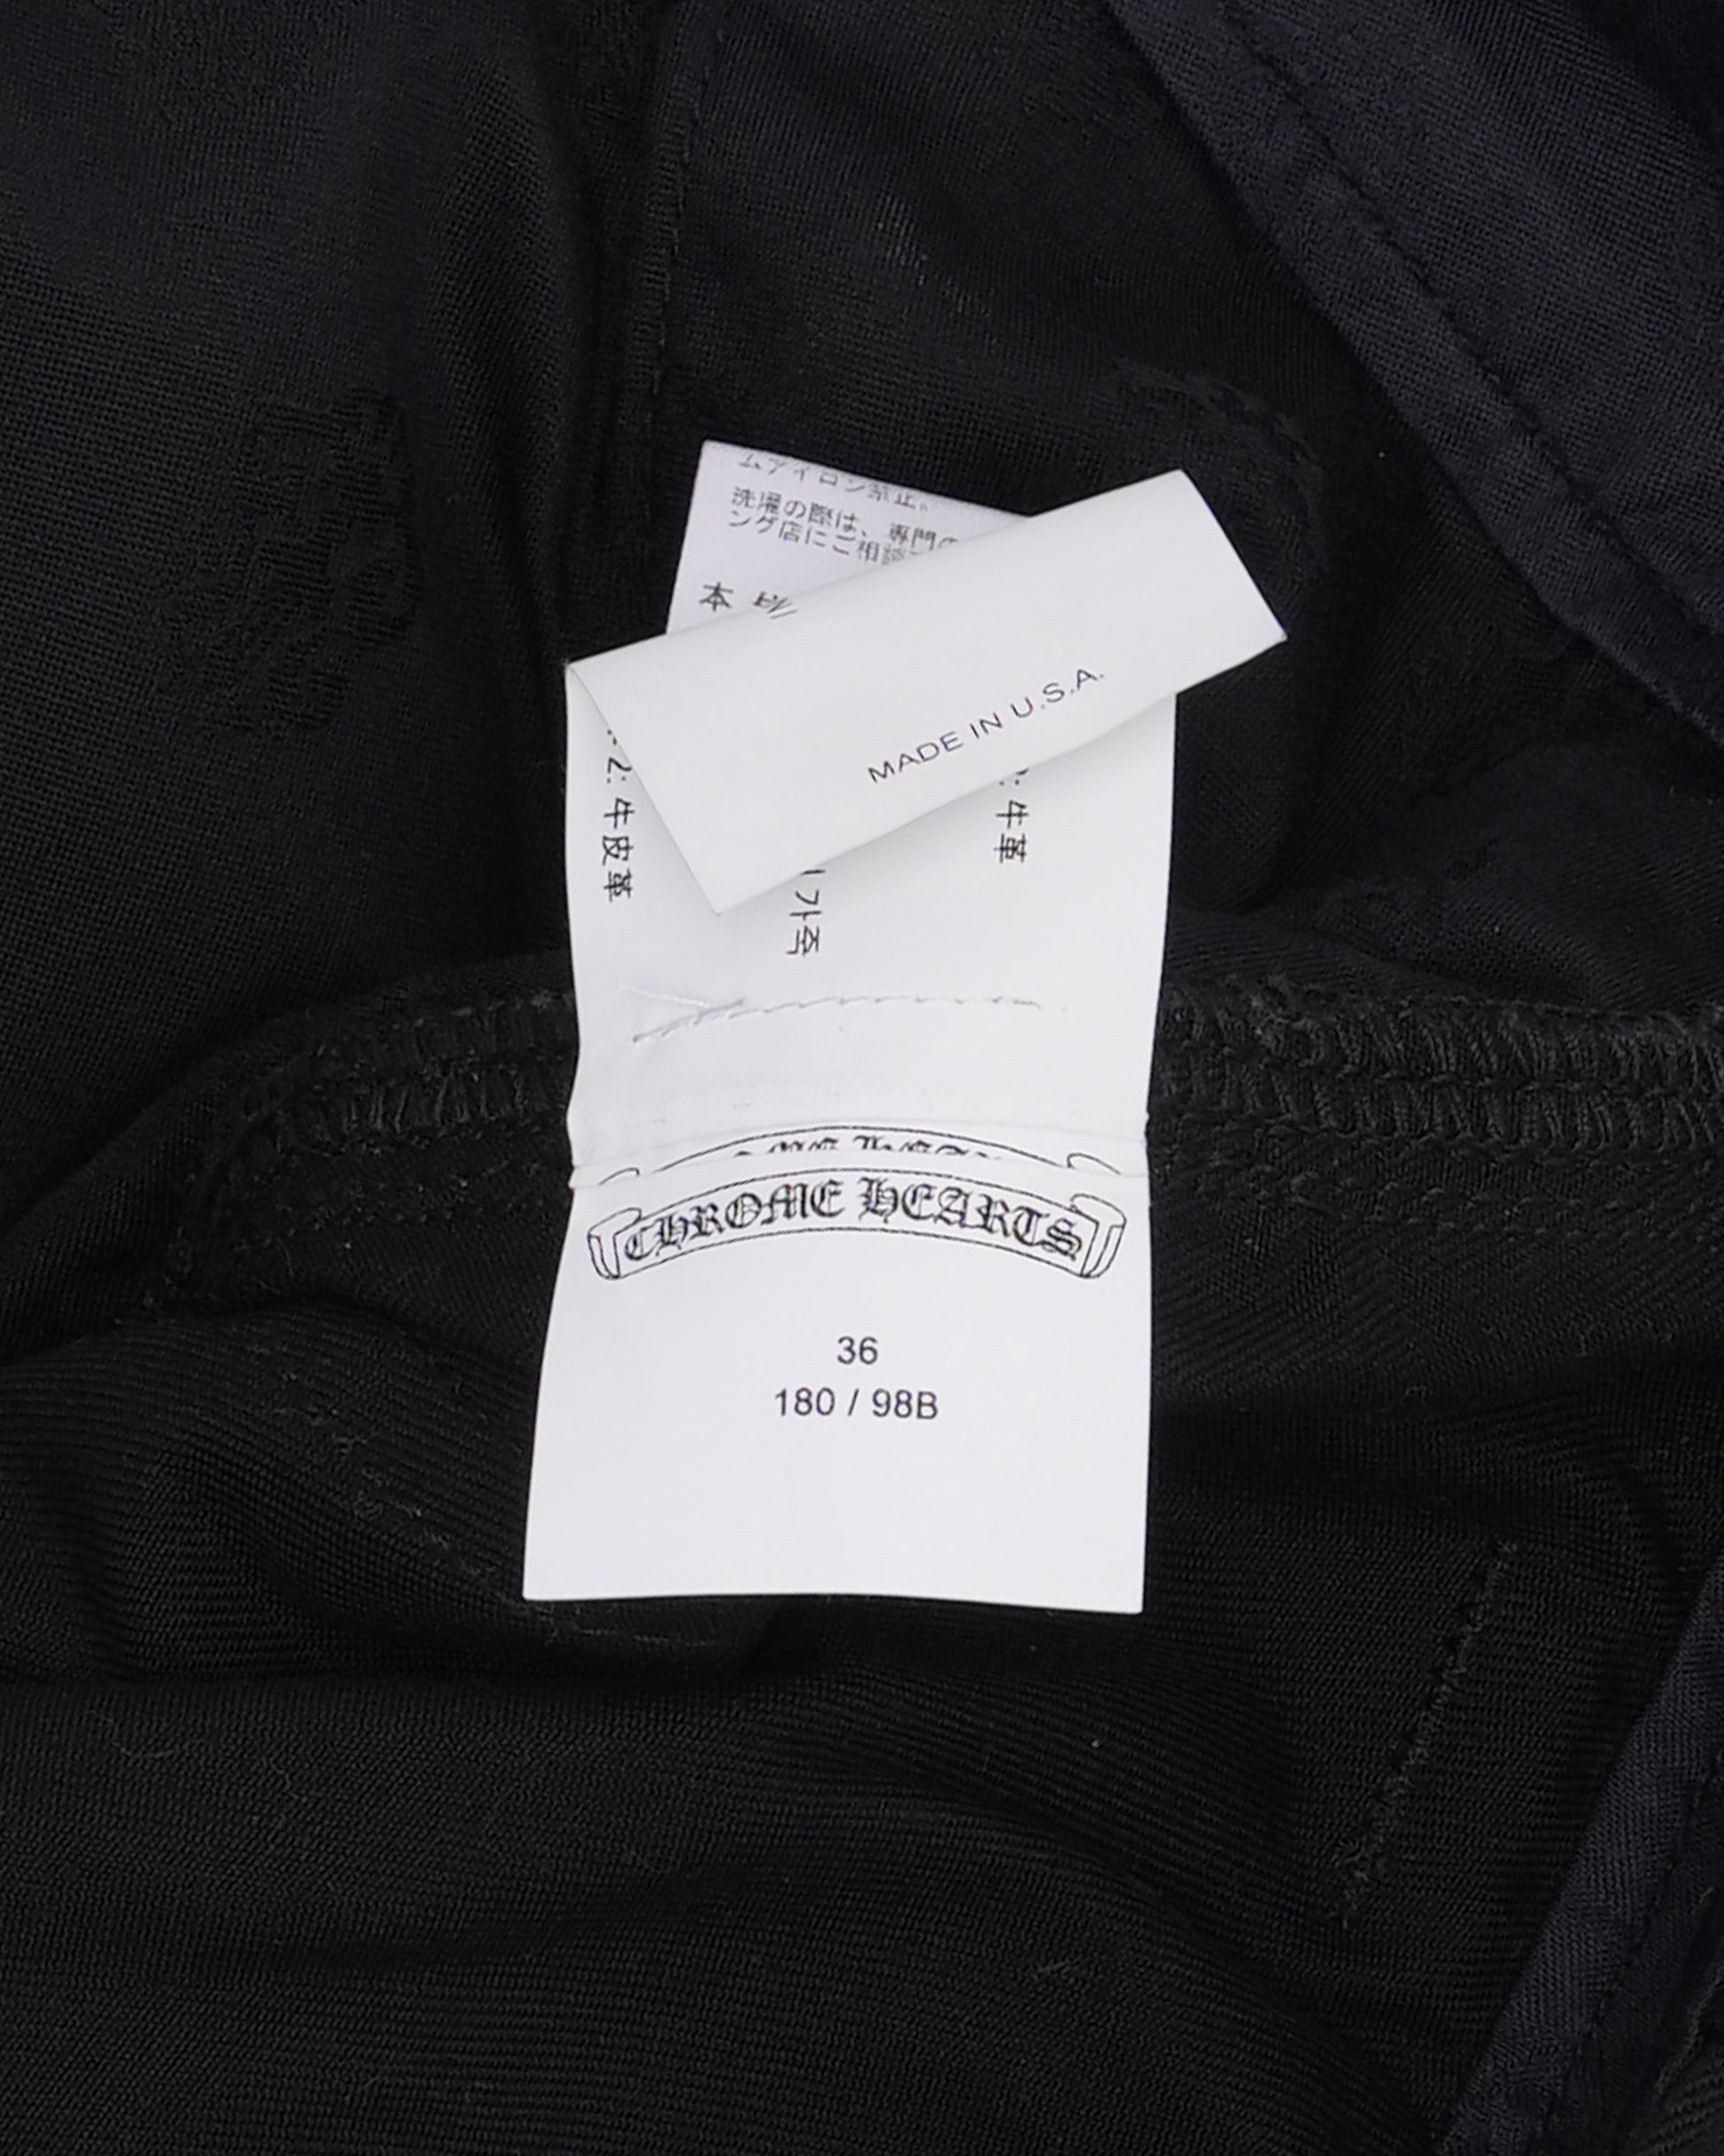 ムアイロン禁止。
洗濯の際は、専門の
ング店にご相談
本
MADE IN U.S.A.
2: 牛皮革
가죽
: 牛革
CHROME HEARTS
36
180 / 98B